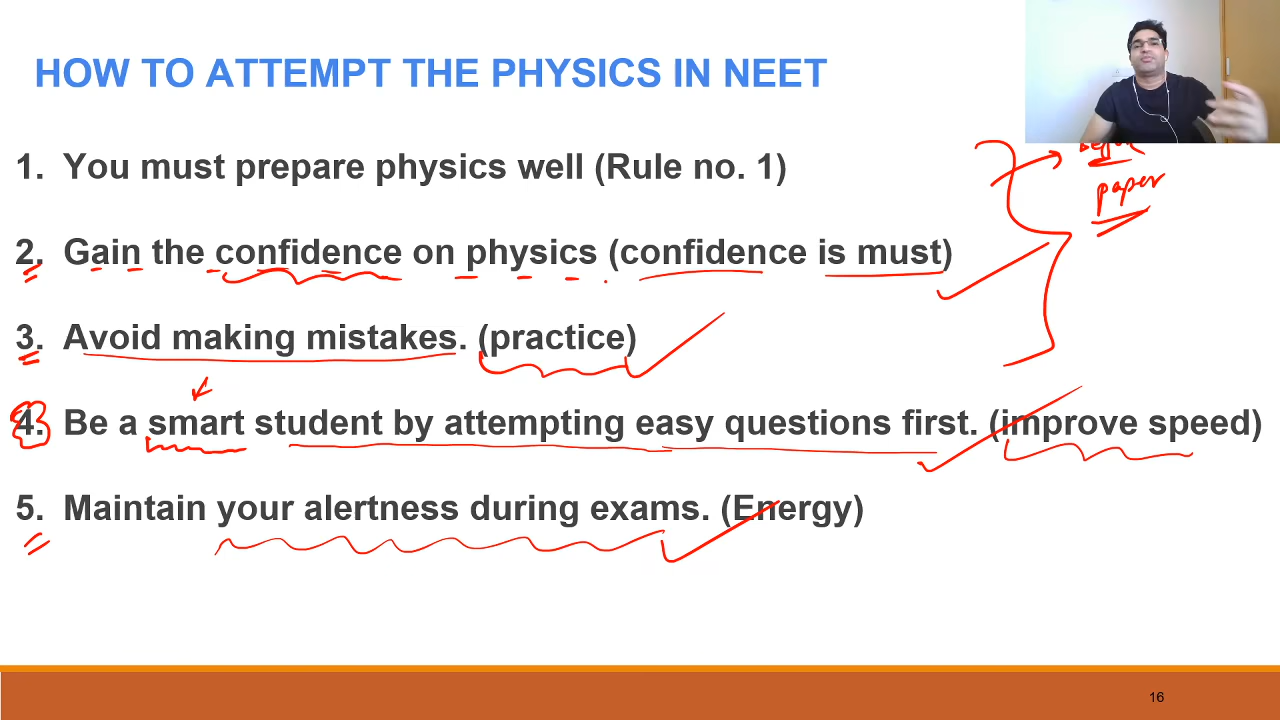 HOW TO ATTEMPT THE PHYSICS IN NEET
1. You must prepare physics well (Rule no. 1)
paper
2. Gain the confidence on physics (confidence is must)
3. Avoid making mistakes. (practice)
4. Be a smart student by attempting easy questions first. (improve speed)
5. Maintain your alertness during exams. (Energy)
16